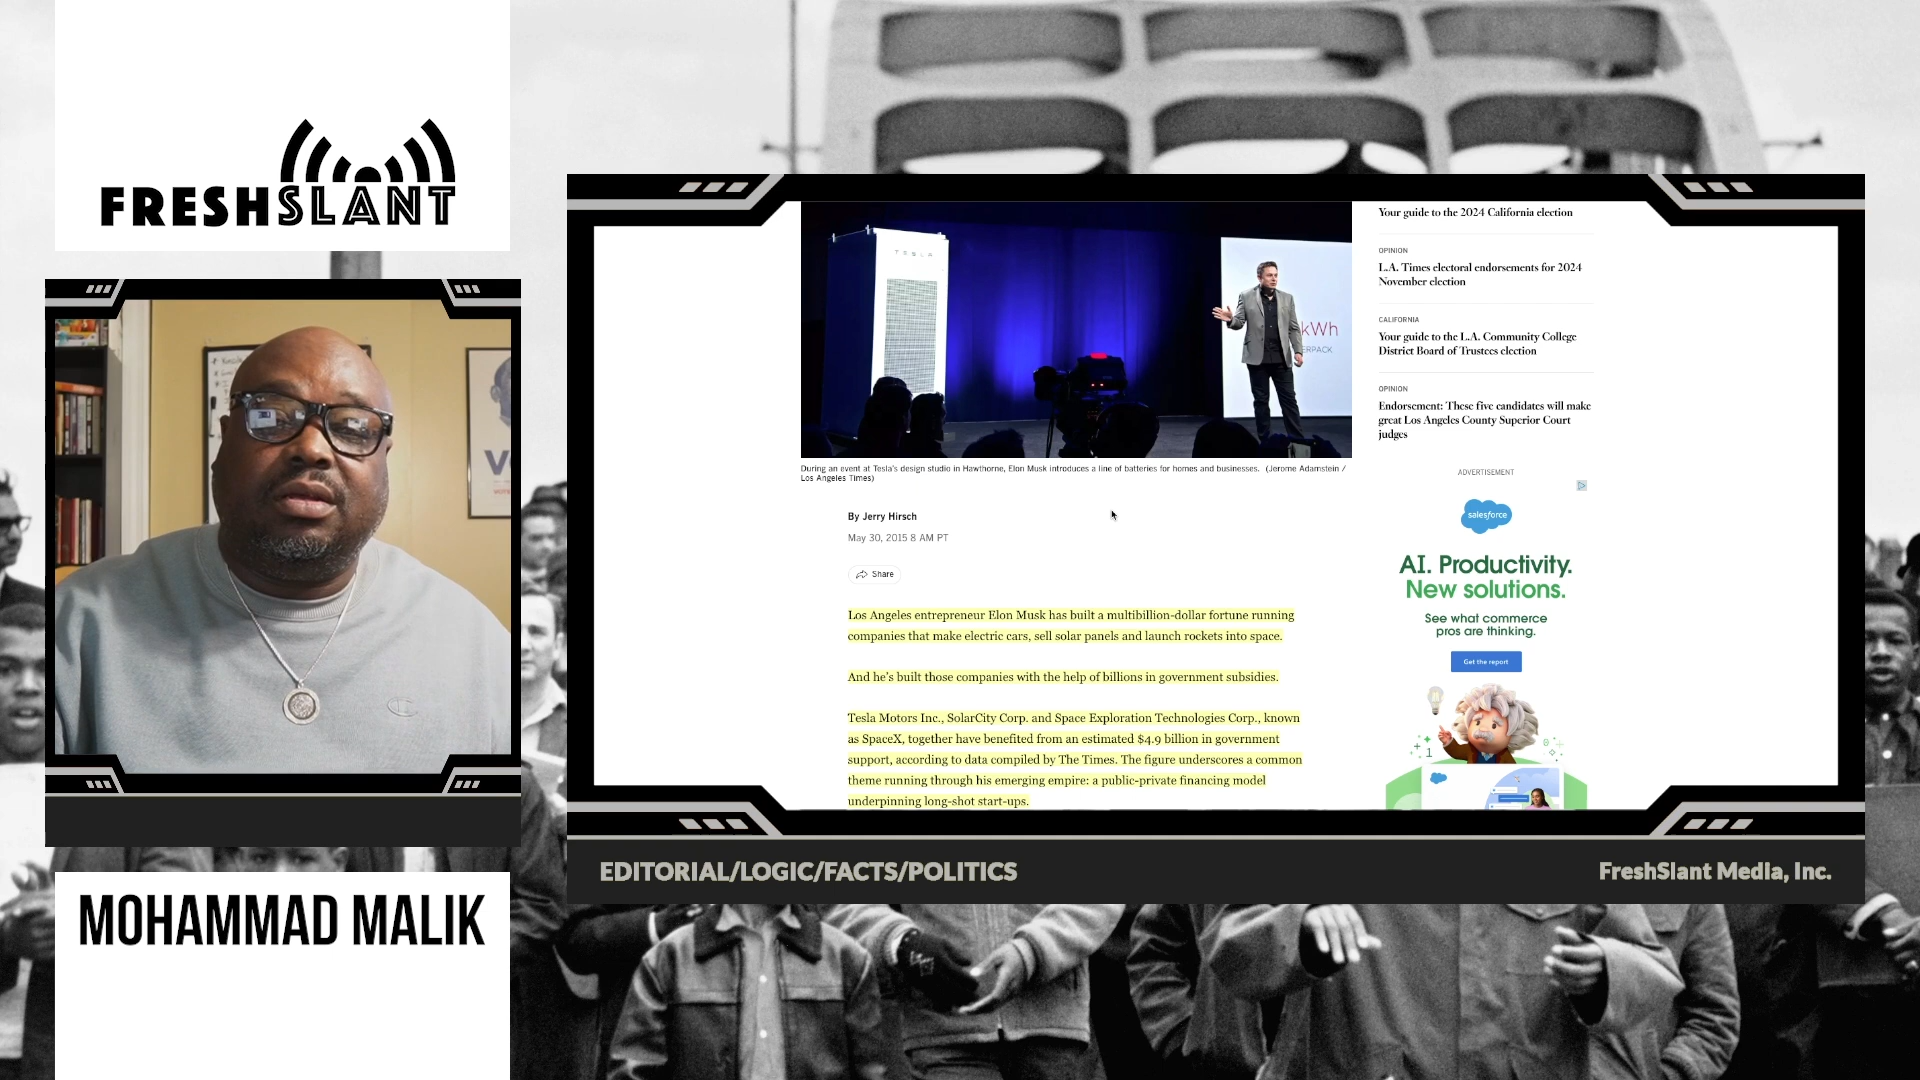 FRESHSLANT
MOHAMMAD MALIK
TESLA
kWh
ERPACK
During an event at Tesla's design studio in Hawthorne, Elon Musk introduces a line of batteries for homes and businesses. (Jerome Adamstein /
Los Angeles Times)
By Jerry Hirsch
May 30, 2015 8 AM PT
Share
Los Angeles entrepreneur Elon Musk has built a multibillion-dollar fortune running
companies that make electric cars, sell solar panels and launch rockets into space.
And he's built those companies with the help of billions in government subsidies.
Tesla Motors Inc., SolarCity Corp. and Space Exploration Technologies Corp., known
as SpaceX, together have benefited from an estimated $4.9 billion in government
support, according to data compiled by The Times. The figure underscores a common
theme running through his emerging empire: a public-private financing model
underpinning long-shot start-ups.
Your guide to the 2024 California election
OPINION
L.A. Times electoral endorsements for 2024
November election
CALIFORNIA
Your guide to the L.A. Community College
District Board of Trustees election
OPINION
Endorsement: These five candidates will make
great Los Angeles County Superior Court
judges
ADVERTISEMENT
salesforce
AI. Productivity.
New solutions.
See what commerce
pros are thinking.
Get the report
EDITORIAL/LOGIC/FACTS/POLITICS
FreshSlant Media, Inc.